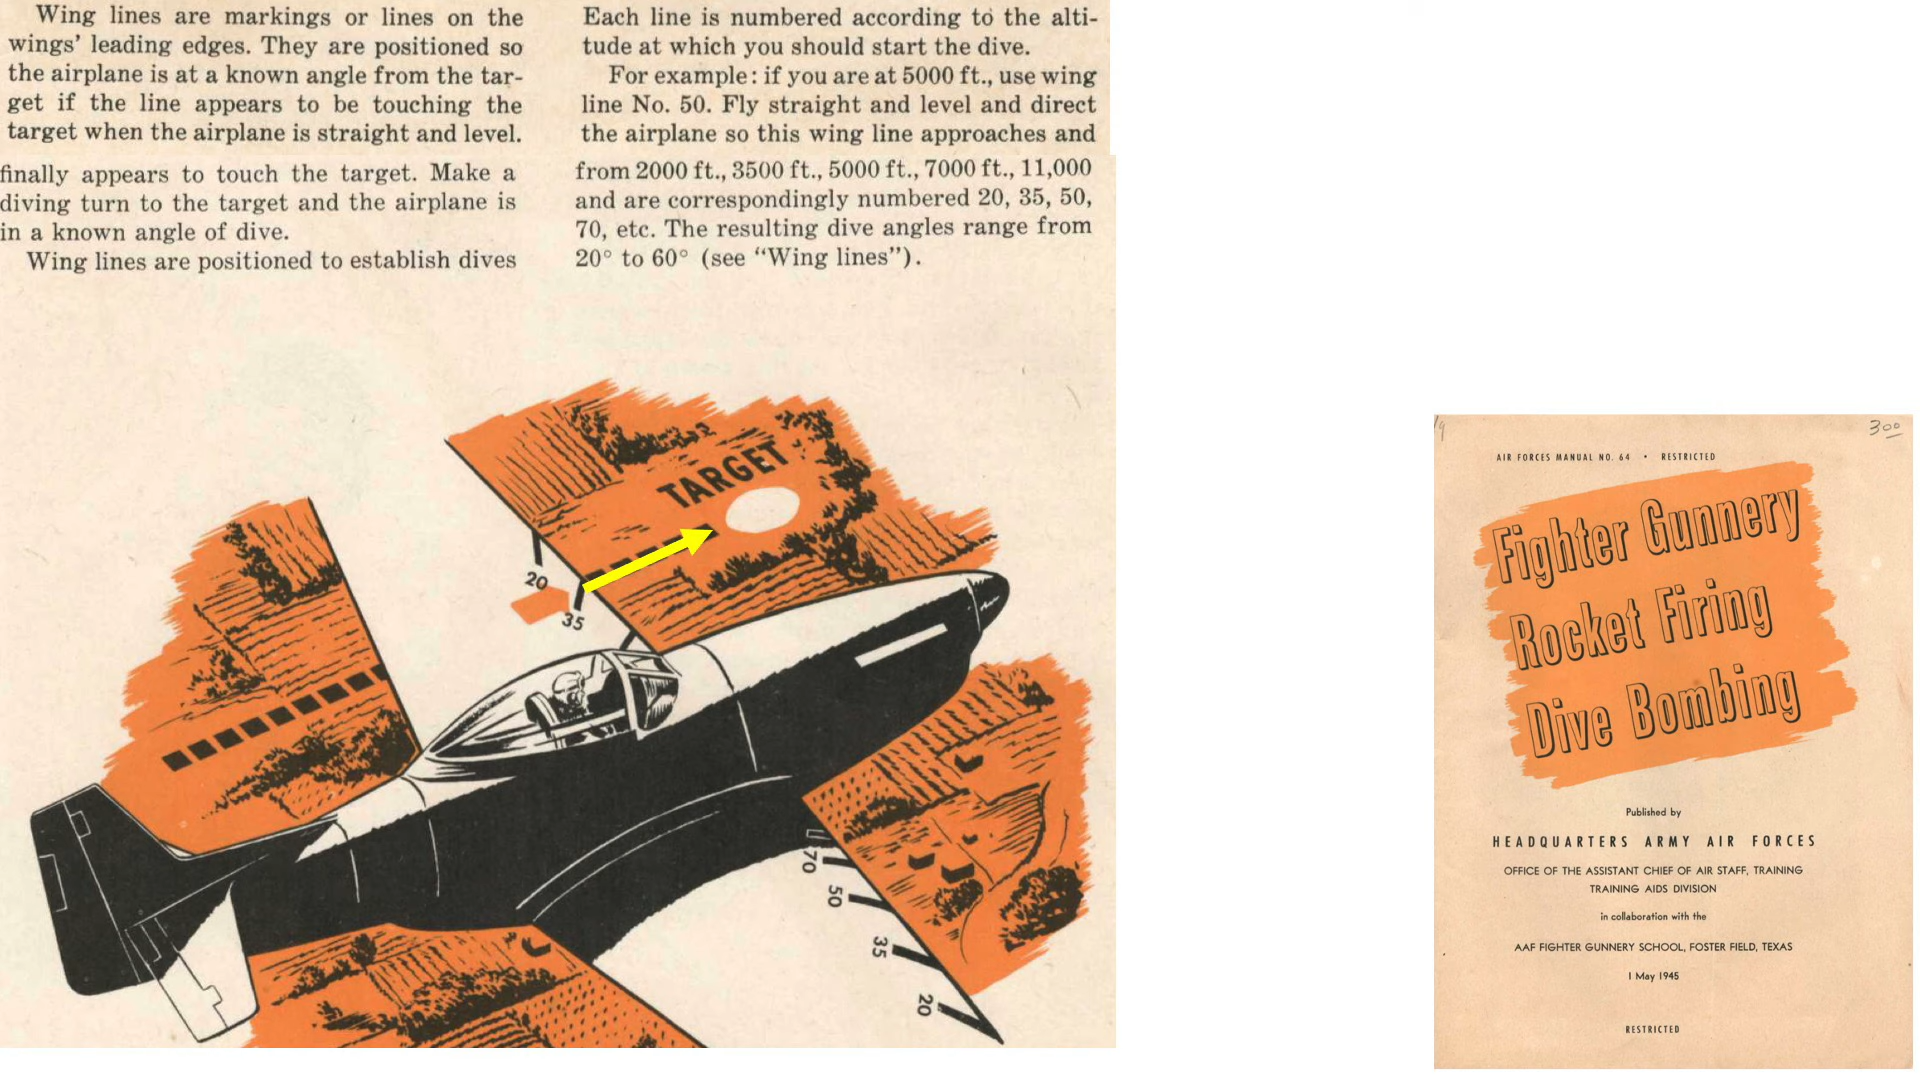 Wing lines are markings or lines on the
wings’ leading edges. They are positioned so
the airplane is at a known angle from the tar-
get if the line appears to be touching the
target when the airplane is straight and level.
finally appears to touch the target. Make a
diving turn to the target and the airplane is
in a known angle of dive.
Wing lines are positioned to establish dives
Each line is numbered according to the alti-
tude at which you should start the dive.
For example: if you are at 5000 ft., use wing
line No. 50. Fly straight and level and direct
the airplane so this wing line approaches and
from 2000 ft., 3500 ft., 5000 ft., 7000 ft., 11,000
and are correspondingly numbered 20, 35, 50,
70, etc. The resulting dive angles range from
20° to 60° (see “Wing lines”).
TARGET
20
35
70
50
35
20
300
AIR FORCES MANUAL NO. 64 • RESTRICTED
Fighter Gunnery
Rocket Firing
Dive Bombing
Published by
HEADQUARTERS ARMY AIR FORCES
OFFICE OF THE ASSISTANT CHIEF OF AIR STAFF, TRAINING
TRAINING AIDS DIVISION
in collaboration with the
AAF FIGHTER GUNNERY SCHOOL, FOSTER FIELD, TEXAS
1 May 1945
RESTRICTED